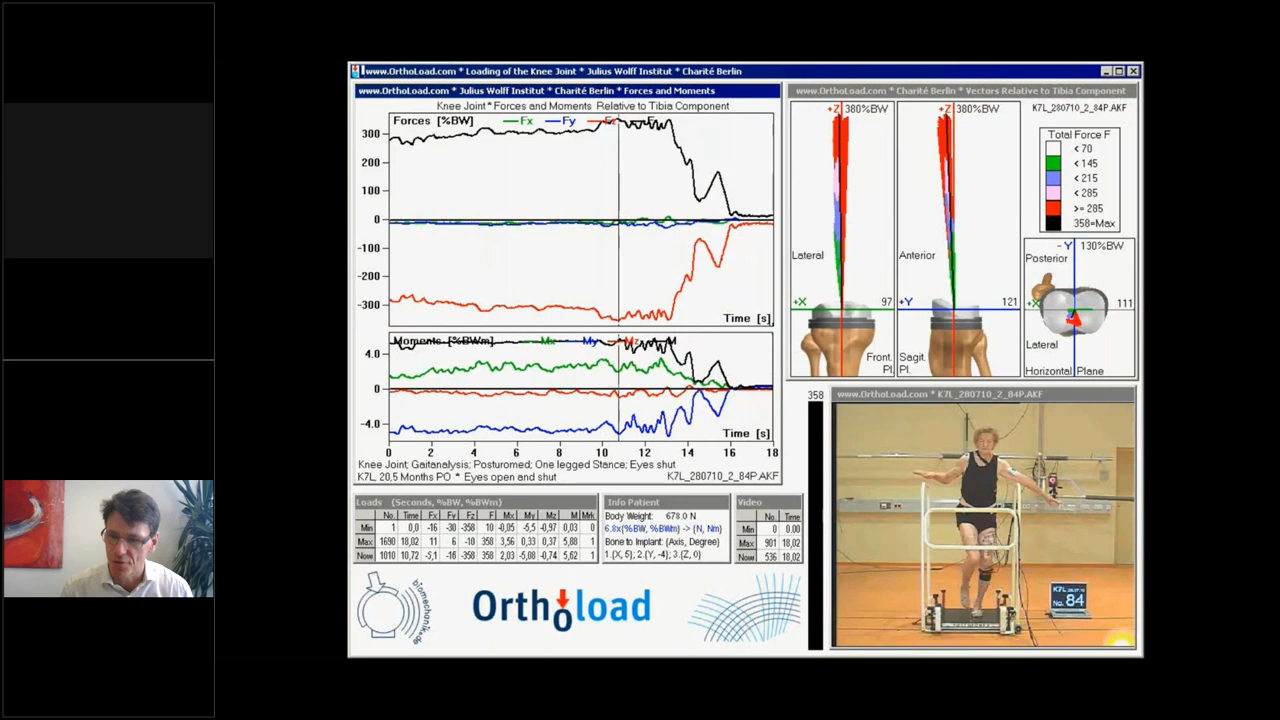 www.OrthoLoad.com * Loading of the Knee Joint * Julius Wolff Institut * Charité Berlin
www.OrthoLoad.com * Julius Wolff Institut * Charité Berlin * Forces and Moments
Knee Joint * Forces and Moments Relative to Tibia Component
Forces [%BW]
Fx
Fy
Fz
F
300
200
100
0
-100
-200
-300
Time [s]
Moments [%BWm]
Mx
My
Mz
M
4.0
0
-4.0
Time [s]
0 2 4 6 8 10 12 14 16 18
Knee Joint; Gaitanalysis; Posturomed; One legged Stance; Eyes shut
K7L, 20,5 Months PO * Eyes open and shut
K7L_280710_2_84P.AKF
www.OrthoLoad.com * Charité Berlin * Vectors Relative to Tibia Component
+Z 380%BW
Lateral
+X 97
Front. Pl.
+Z 380%BW
Anterior
+Y 121
Sagit. Pl.
K7L_280710_2_84P.AKF
Total Force F
< 70
< 145
< 215
< 285
>= 285
358=Max
- Y 130%BW
Posterior
+X 111
Lateral
Horizontal Plane
Loads (Seconds, %BW, %BWm)
No. Time Fx Fy Fz F Mx My Mz M Mrk
Min 1 0,0 -16 -30 -358 10 -0,05 -5,5 -0,97 0,03 0
Max 1690 18,02 11 6 -10 358 3,56 0,33 0,37 5,88 1
Now 1010 10,72 -5,1 -16 -358 358 2,03 -5,08 -0,74 5,62 1
Info Patient
Body Weight: 678.0 N
6.8x(%BW, %BWm) -> (N, Nm)
Bone to Implant: (Axis, Degree)
1.(X, 5); 2.(Y, -4); 3.(Z, 0)
Video
No. Time
Min 0 0.00
Max 901 18,02
Now 536 18,02
358
www.OrthoLoad.com * K7L_280710_2_84P.AKF
K7L
No. 84
biomechanik.de
Orthoload